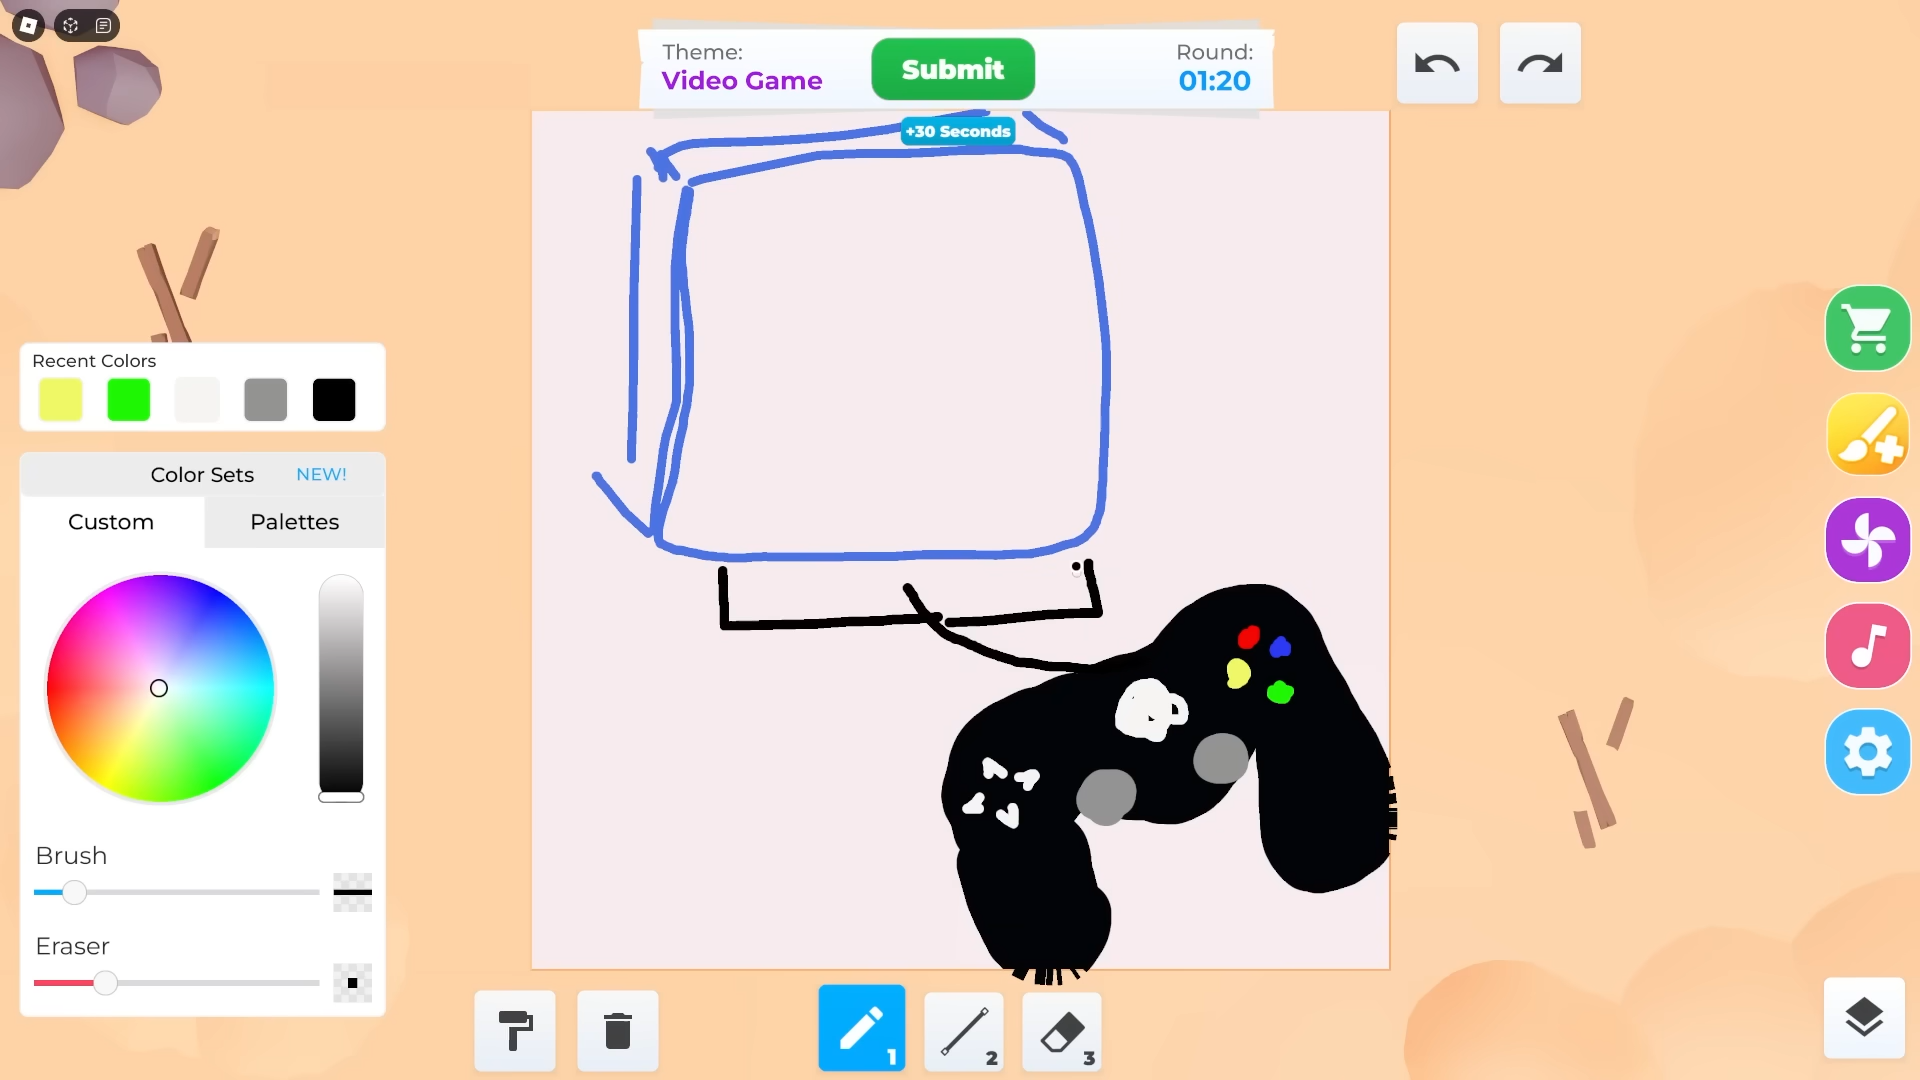 Theme:
Video Game
Submit
Round:
01:20
+30 Seconds
Recent Colors
Color Sets NEW!
Custom Palettes
Brush
Eraser
1
2
3